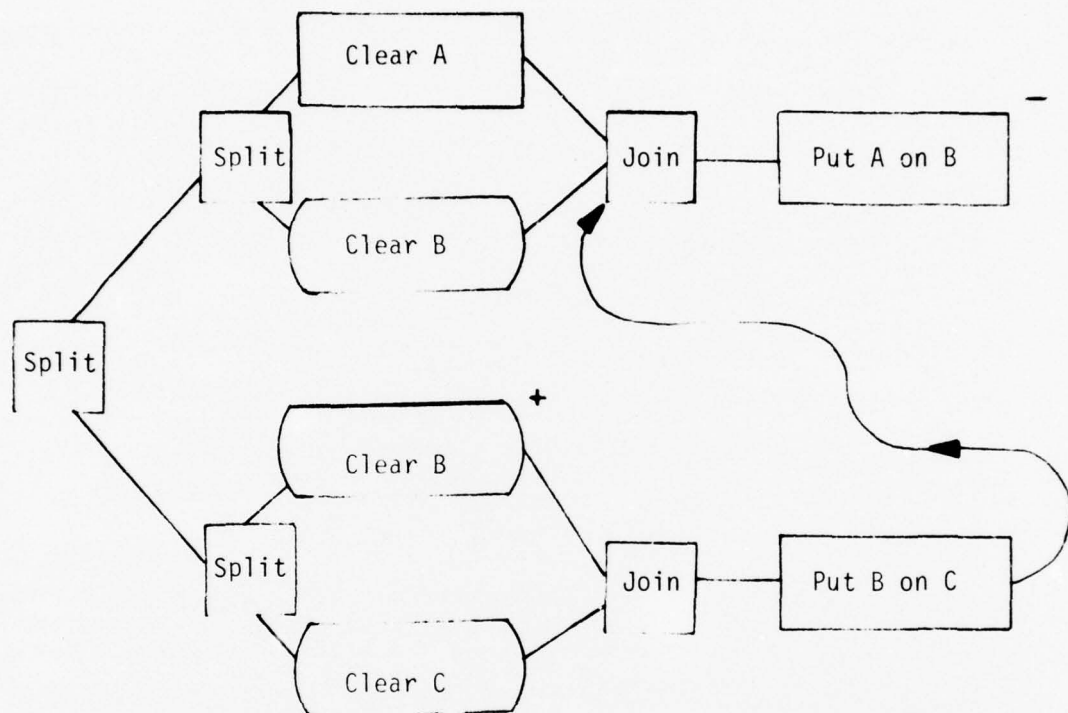 Clear A
Split
Join
Put A on B
-
Clear B
Split
+
Clear B
Split
Join
Put B on C
Clear C